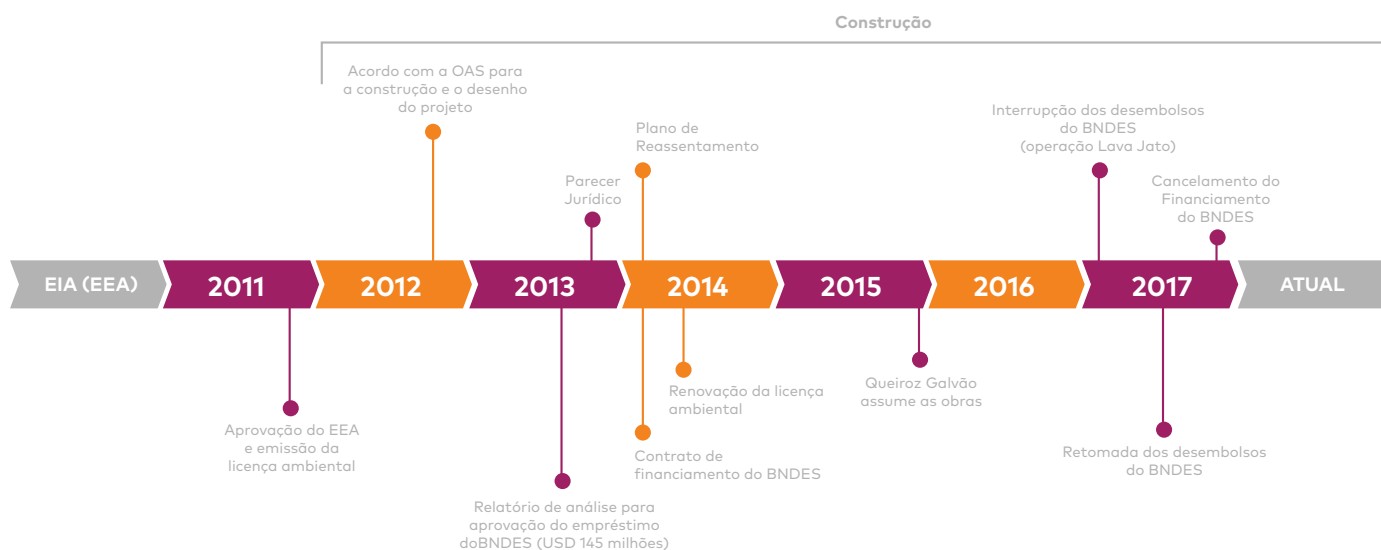 Construção
Acordo com a OAS para
a construção e o desenho
do projeto
Parecer
Jurídico
Plano de
Reassentamento
Interrupção dos desembolsos
do BNDES
(operação Lava Jato)
Cancelamento do
Financiamento
do BNDES
EIA (EEA)
2011
2012
2013
2014
2015
2016
2017
ATUAL
Aprovação do EEA
e emissão da
licença ambiental
Relatório de análise para
aprovação do empréstimo
doBNDES (USD 145 milhões)
Contrato de
financiamento do BNDES
Renovação da licença
ambiental
Queiroz Galvão
assume as obras
Retomada dos desembolsos
do BNDES